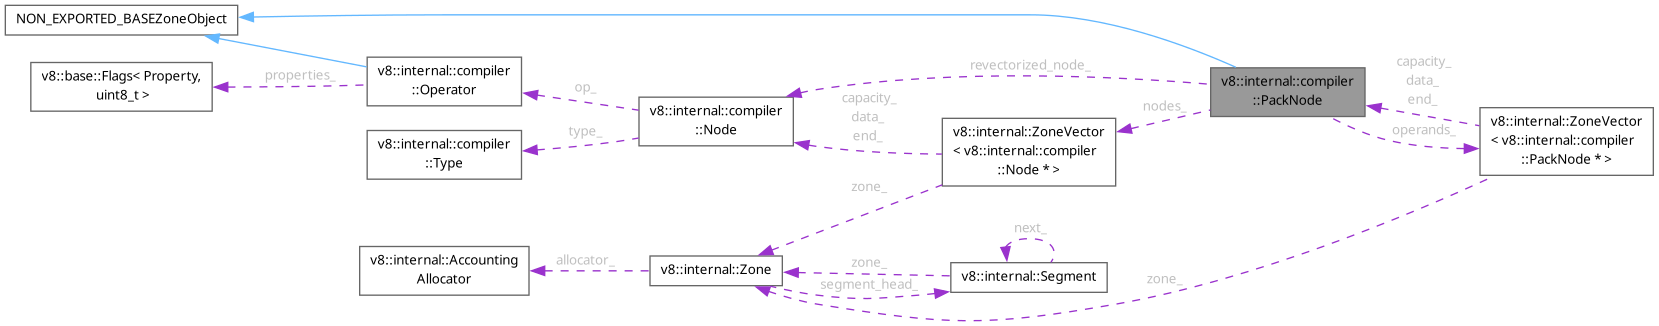 NON_EXPORTED_BASEZoneObject
v8::base::Flags< Property,
uint8_t >
properties_
v8::internal::compiler
::Operator
op_
v8::internal::compiler
::Type
type_
v8::internal::compiler
::Node
revectorized_node_
capacity_
data_
end_
v8::internal::ZoneVector
< v8::internal::compiler
::Node * >
nodes_
v8::internal::compiler
::PackNode
capacity_
data_
end_
operands_
v8::internal::ZoneVector
< v8::internal::compiler
::PackNode * >
zone_
v8::internal::Accounting
Allocator
allocator_
v8::internal::Zone
zone_
segment_head_
next_
v8::internal::Segment
zone_